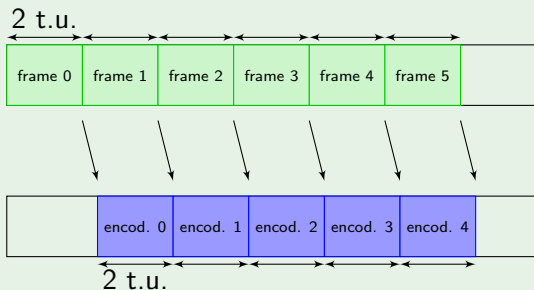 2 t.u.
frame 0 frame 1 frame 2 frame 3 frame 4 frame 5
encod. 0 encod. 1 encod. 2 encod. 3 encod. 4
2 t.u.